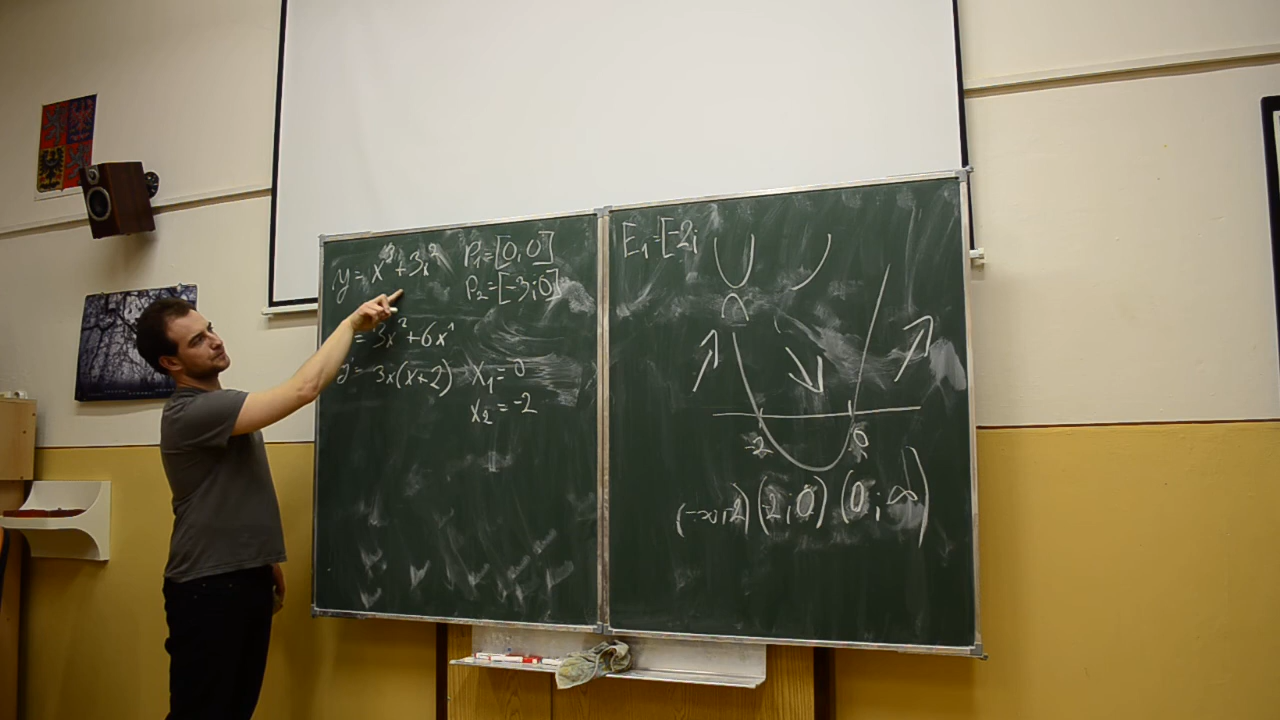 y = x³ + 3x²
P₁ = [0; 0]
P₂ = [-3; 0]
= 3x² + 6x¹
y' = 3x(x+2)
x₁ = 0
x₂ = -2
E₁ = [-2;
-2
0
(-∞; -2) (-2; 0) (0; ∞)